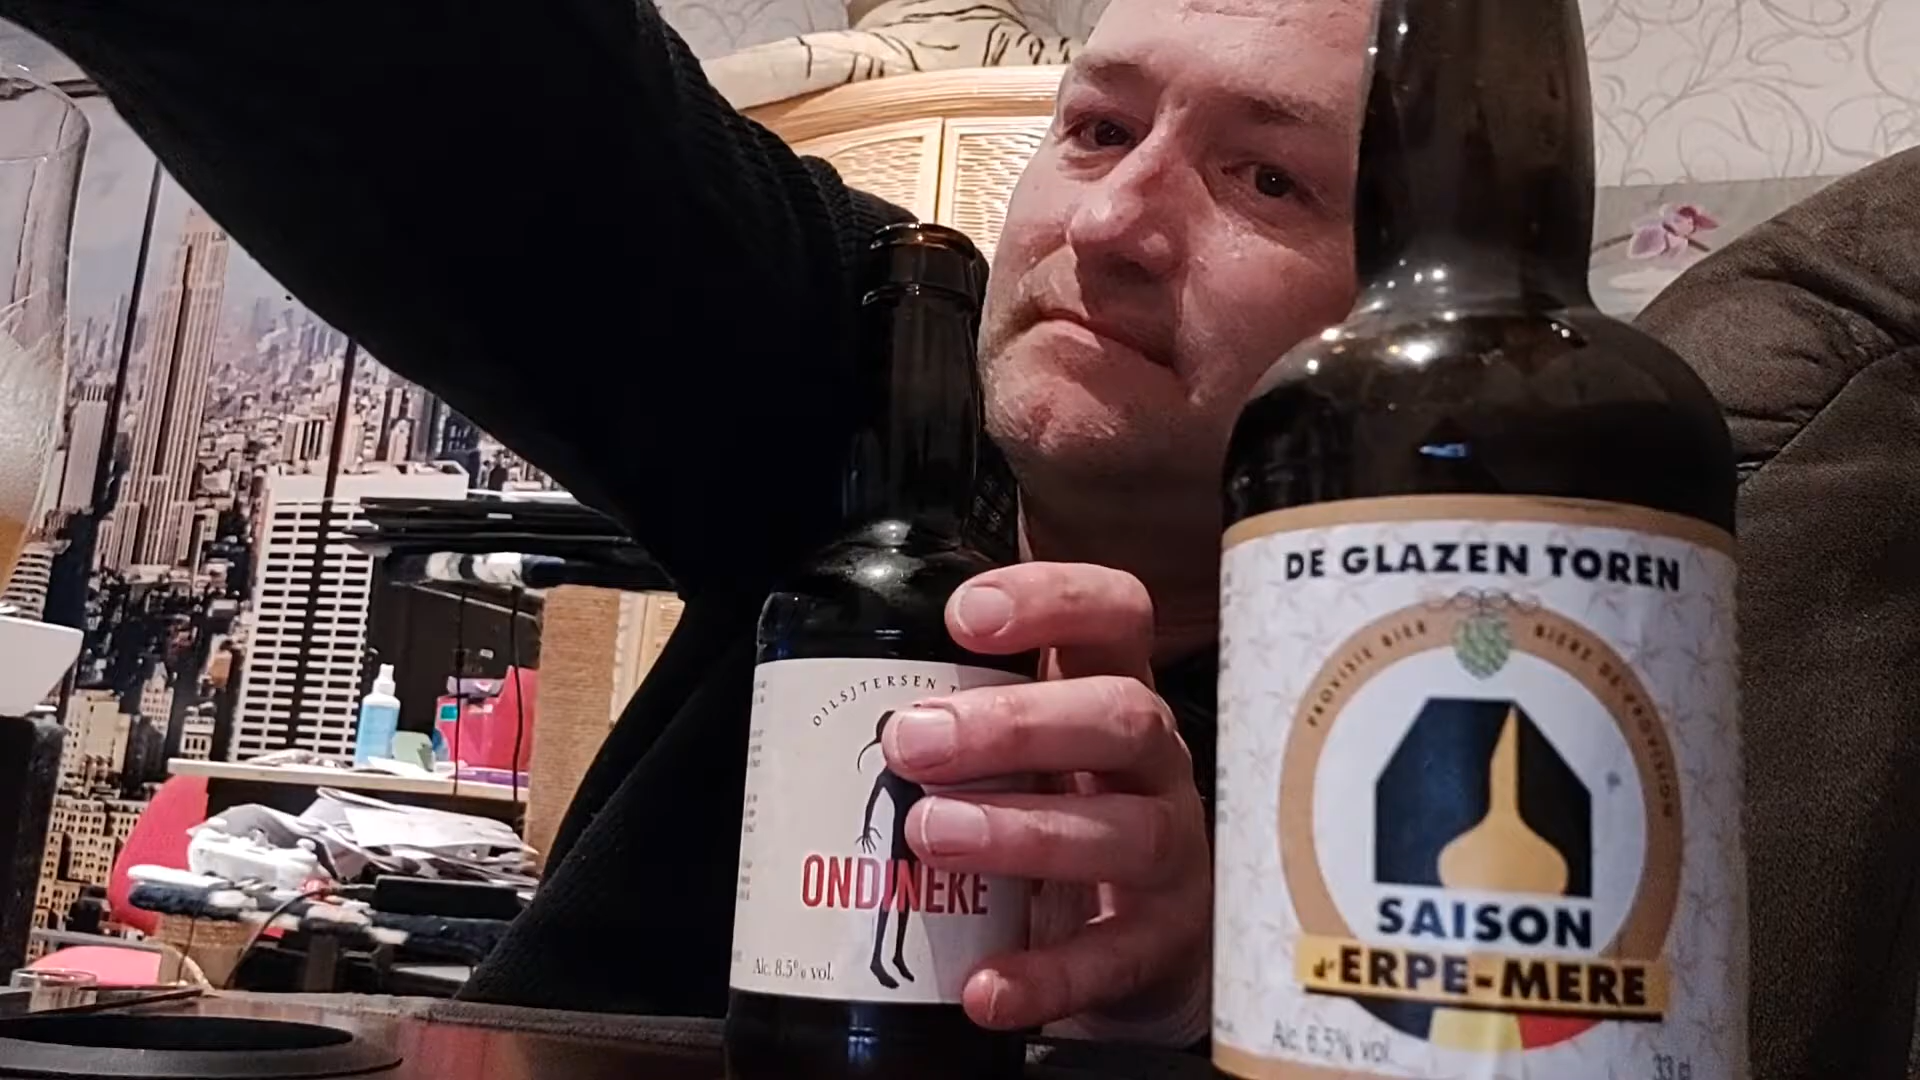 OILSJTERSEN T
ONDINEKE
Alc. 8.5% vol.
DE GLAZEN TOREN
PROVISIE BIER
BIERE DE PROVISION
SAISON
d'ERPE-MERE
Alc. 6.5% vol.
33 cl